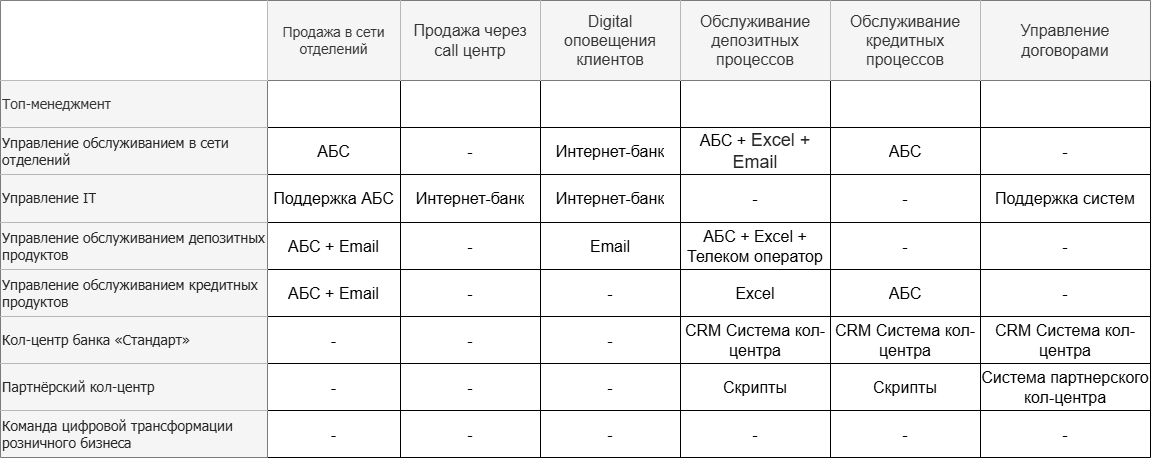 Продажа в сети
отделений
Продажа через
call центр
Digital
оповещения
клиентов
Обслуживание
депозитных
процессов
Обслуживание
кредитных
процессов
Управление
договорами
Топ-менеджмент
Управление обслуживанием в сети
отделений
АБС
-
Интернет-банк
АБС + Excel +
Email
АБС
-
Управление IT
Поддержка АБС
Интернет-банк
Интернет-банк
-
-
Поддержка систем
Управление обслуживанием депозитных
продуктов
АБС + Email
-
Email
АБС + Excel +
Телеком оператор
-
-
Управление обслуживанием кредитных
продуктов
АБС + Email
-
-
Excel
АБС
-
Кол-центр банка «Стандарт»
-
-
-
CRM Система кол-
центра
CRM Система кол-
центра
CRM Система кол-
центра
Партнёрский кол-центр
-
-
-
Скрипты
Скрипты
Система партнерского
кол-центра
Команда цифровой трансформации
розничного бизнеса
-
-
-
-
-
-